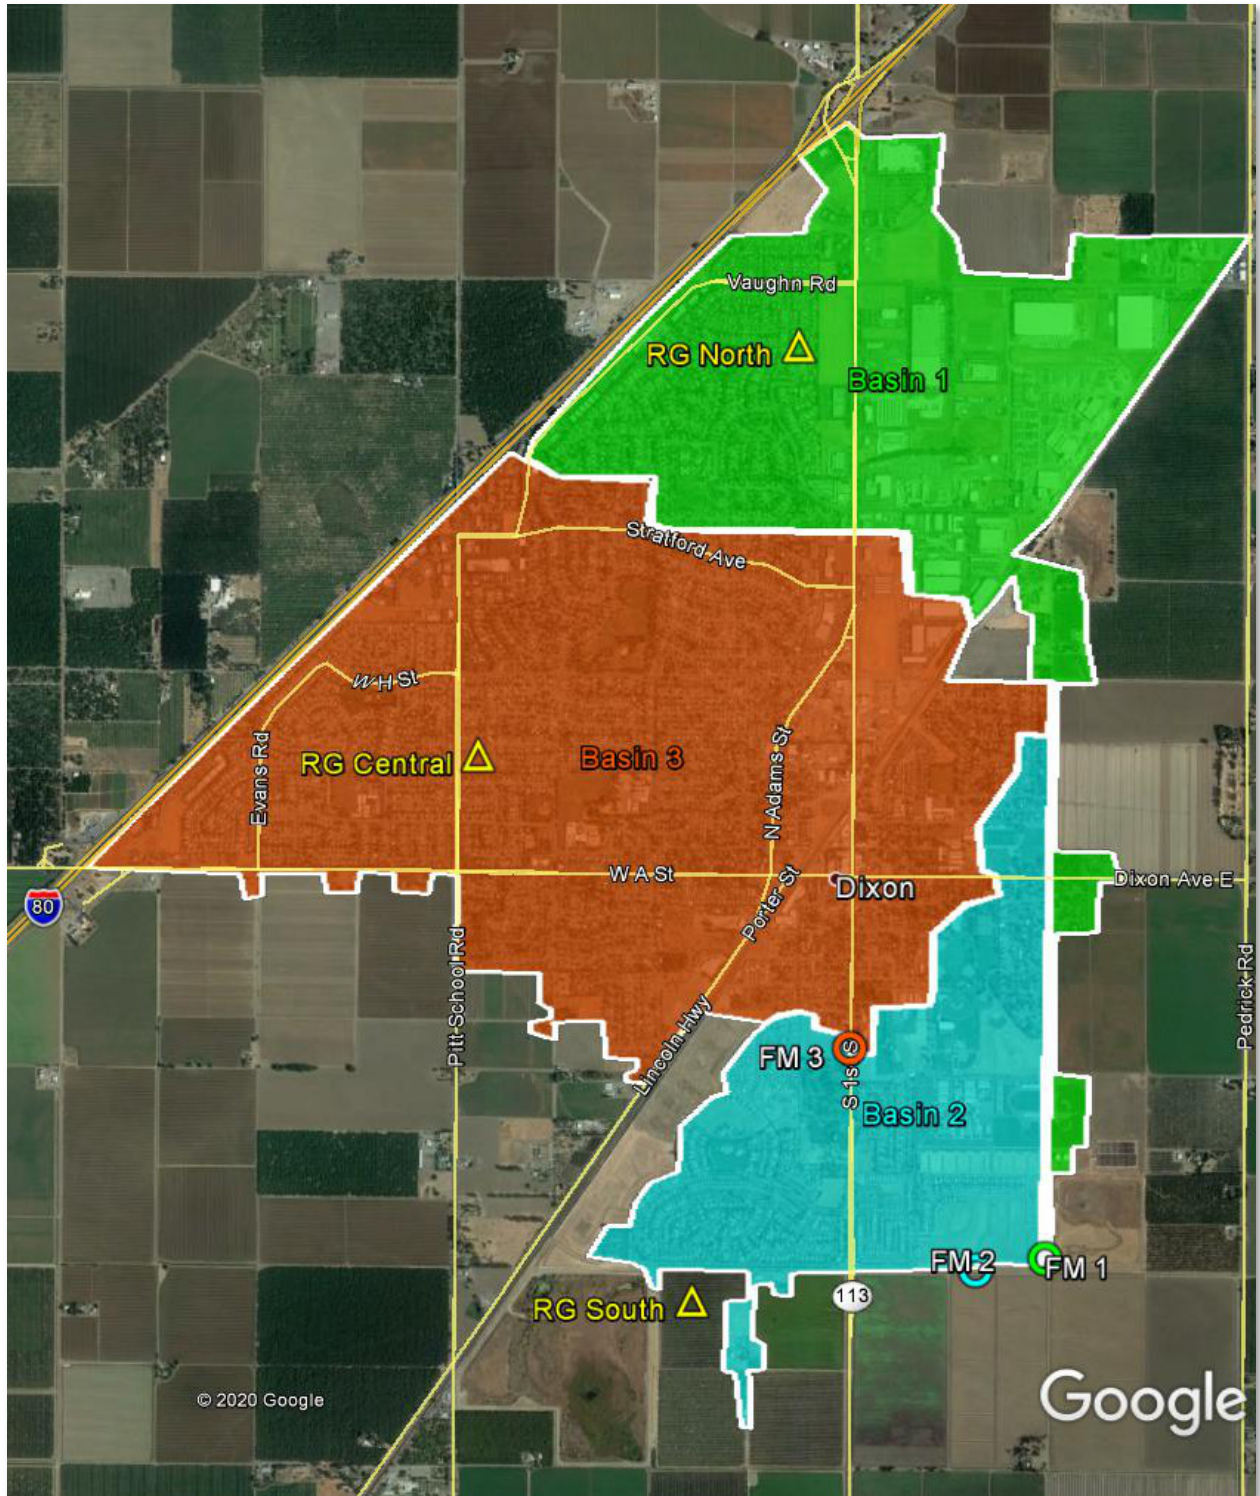 Vaughn Rd
RG North
Basin 1
Stratford Ave
W H St
Evans Rd
RG Central
Basin 3
N Adams St
W A St
Porter St
Dixon
Dixon Ave E
80
Pitt School Rd
Pedrick Rd
Lincoln Hwy
FM 3
S 1st S
Basin 2
FM 2
FM 1
RG South
113
© 2020 Google
Google